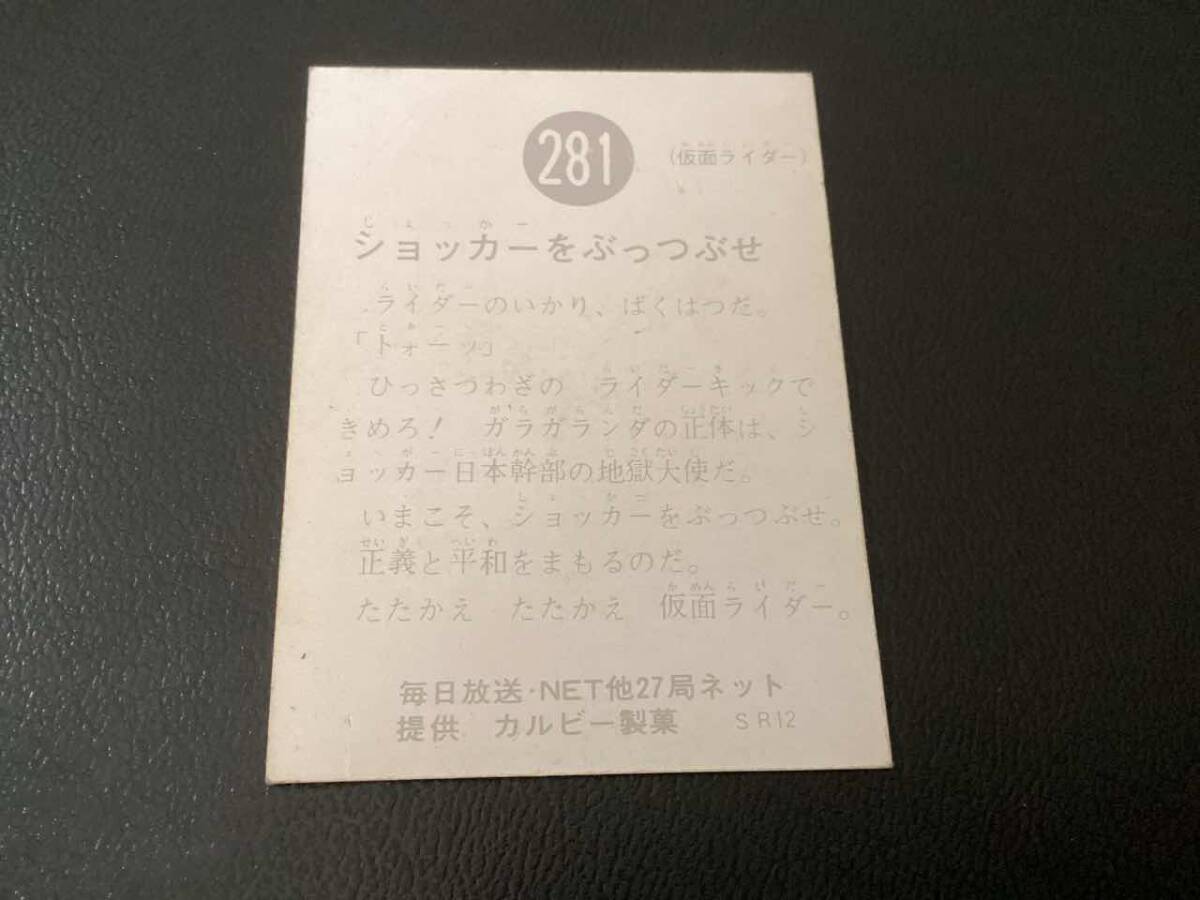 281
(仮面ライダー)
ショッカーをぶっつぶせ
ライダーのいかり、ばくはつだ。
「トォーッ」
ひっさつわざの　ライダーキックで
きめろ!　ガラガランダの正体は、シ
ョッカー日本幹部の地獄大使だ。
いまこそ、ショッカーをぶっつぶせ。
正義と平和をまもるのだ。
たたかえ　たたかえ　仮面ライダー。
毎日放送・NET他27局ネット
提供　カルビー製菓　SR12